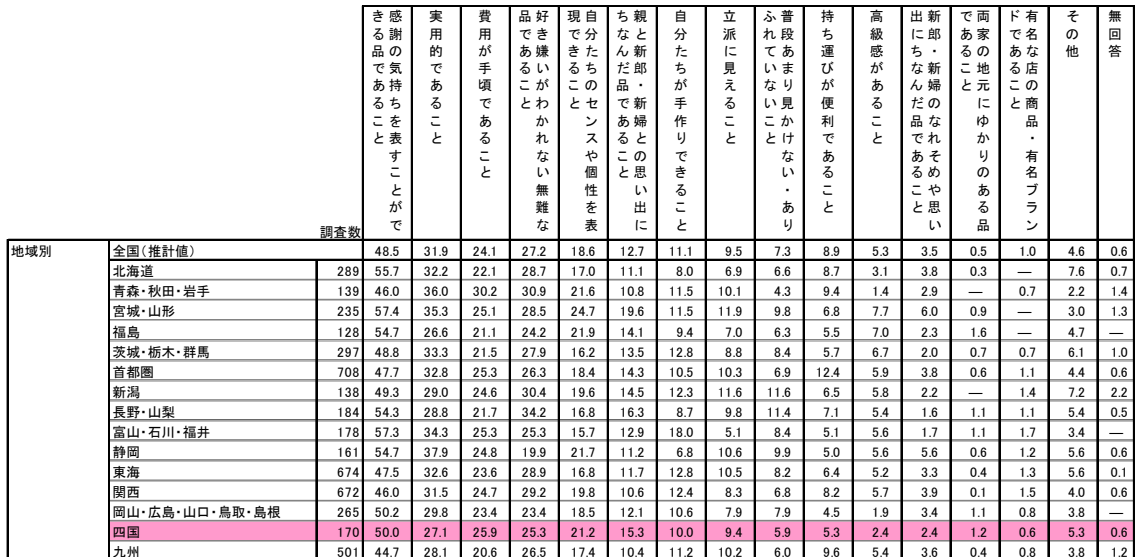 感謝の気持ちを表すことができる品であること
実用的であること
費用が手頃であること
好き嫌いがわかれない無難な品であること
自分たちのセンスや個性を表現できること
親と新郎・新婦との思い出にちなんだ品であること
自分たちが手作りできること
立派に見えること
普段あまり見かけない・ありふれていないこと
持ち運びが便利であること
高級感があること
新郎・新婦のなれそめや思い出にちなんだ品であること
両家の地元にゆかりのある品であること
有名な店の商品・有名ブランドであること
その他
無回答
調査数
地域別 全国(推計値) 48.5 31.9 24.1 27.2 18.6 12.7 11.1 9.5 7.3 8.9 5.3 3.5 0.5 1.0 4.6 0.6
北海道 289 55.7 32.2 22.1 28.7 17.0 11.1 8.0 6.9 6.6 8.7 3.1 3.8 0.3 — 7.6 0.7
青森・秋田・岩手 139 46.0 36.0 30.2 30.9 21.6 10.8 11.5 10.1 4.3 9.4 1.4 2.9 — 0.7 2.2 1.4
宮城・山形 235 57.4 35.3 25.1 28.5 24.7 19.6 11.5 11.9 9.8 6.8 7.7 6.0 0.9 — 3.0 1.3
福島 128 54.7 26.6 21.1 24.2 21.9 14.1 9.4 7.0 6.3 5.5 7.0 2.3 1.6 — 4.7 —
茨城・栃木・群馬 297 48.8 33.3 21.5 27.9 16.2 13.5 12.8 8.8 8.4 5.7 6.7 2.0 0.7 0.7 6.1 1.0
首都圏 708 47.7 32.8 25.3 26.3 18.4 14.3 10.5 10.3 6.9 12.4 5.9 3.8 0.6 1.1 4.4 0.6
新潟 138 49.3 29.0 24.6 30.4 19.6 14.5 12.3 11.6 11.6 6.5 5.8 2.2 — 1.4 7.2 2.2
長野・山梨 184 54.3 28.8 21.7 34.2 16.8 16.3 8.7 9.8 11.4 7.1 5.4 1.6 1.1 1.1 5.4 0.5
富山・石川・福井 178 57.3 34.3 25.3 25.3 15.7 12.9 18.0 5.1 8.4 5.1 5.6 1.7 1.1 1.7 3.4 —
静岡 161 54.7 37.9 24.8 19.9 21.7 11.2 6.8 10.6 9.9 5.0 5.6 5.6 0.6 1.2 5.6 0.6
東海 674 47.5 32.6 23.6 28.9 16.8 11.7 12.8 10.5 8.2 6.4 5.2 3.3 0.4 1.3 5.6 0.1
関西 672 46.0 31.5 24.7 29.2 19.8 10.6 12.4 8.3 6.8 8.2 5.7 3.9 0.1 1.5 4.0 0.6
岡山・広島・山口・鳥取・島根 265 50.2 29.8 23.4 23.4 18.5 12.1 10.6 7.9 7.9 4.5 1.9 3.4 1.1 0.8 3.8 —
四国 170 50.0 27.1 25.9 25.3 21.2 15.3 10.0 9.4 5.9 5.3 2.4 2.4 1.2 0.6 5.3 0.6
九州 501 44.7 28.1 20.6 26.5 17.4 10.4 11.2 10.2 6.0 9.6 5.4 3.6 0.4 0.8 3.8 1.2